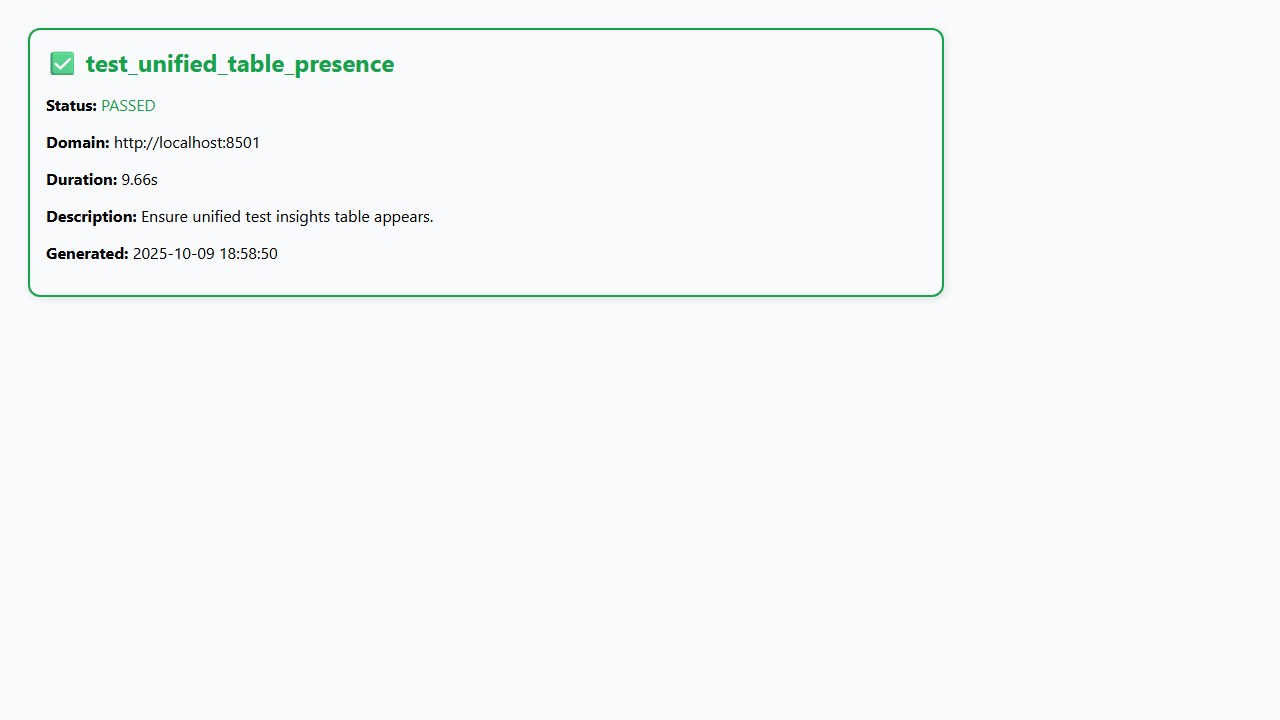 ✅ test_unified_table_presence
Status: PASSED
Domain: http://localhost:8501
Duration: 9.66s
Description: Ensure unified test insights table appears.
Generated: 2025-10-09 18:58:50